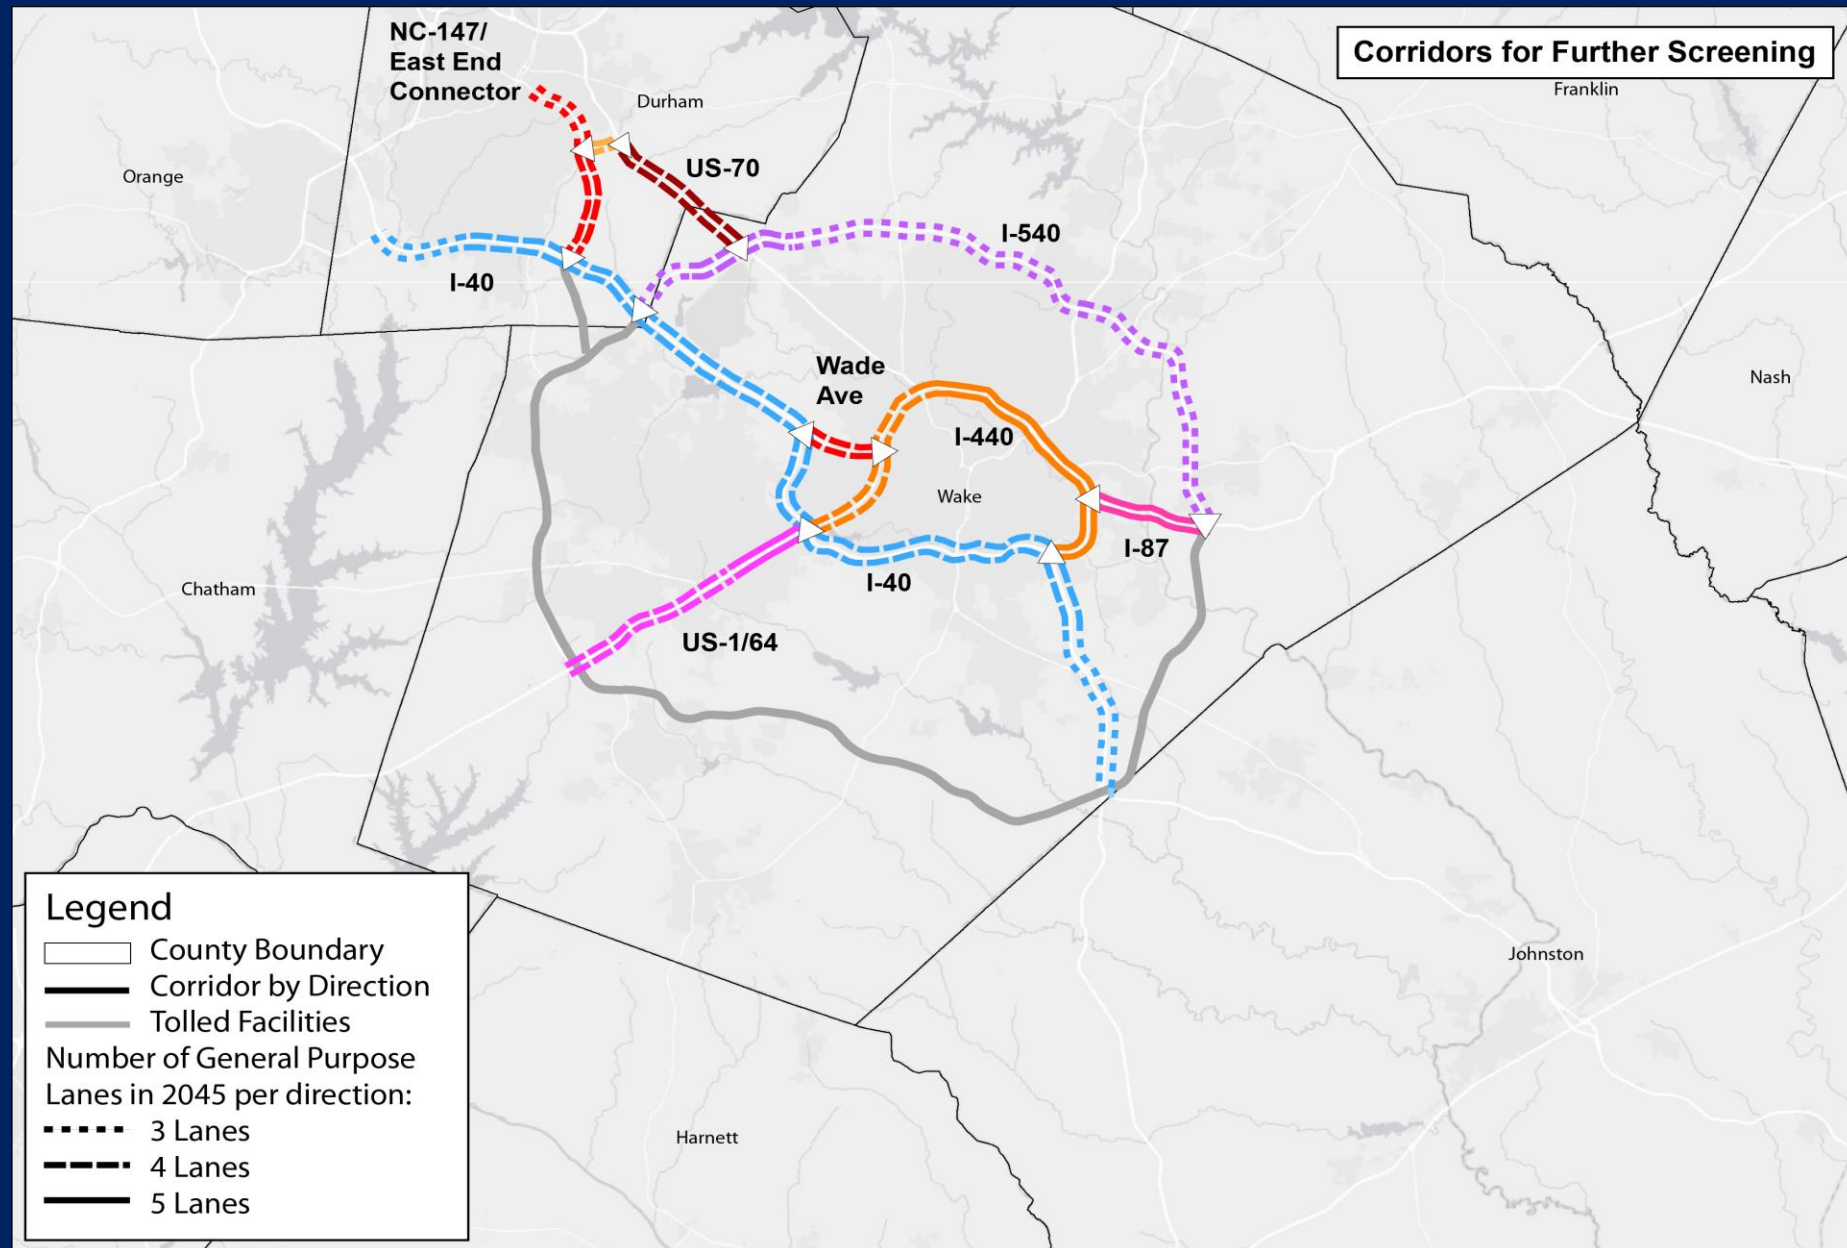 NC-147/
East End
Connector
Corridors for Further Screening
Franklin
Durham
US-70
Orange
I-540
I-40
Wade
Ave
Nash
I-440
Wake
I-87
I-40
Chatham
US-1/64
Legend
County Boundary
Corridor by Direction
Tolled Facilities
Number of General Purpose
Lanes in 2045 per direction:
3 Lanes
4 Lanes
5 Lanes
Johnston
Harnett